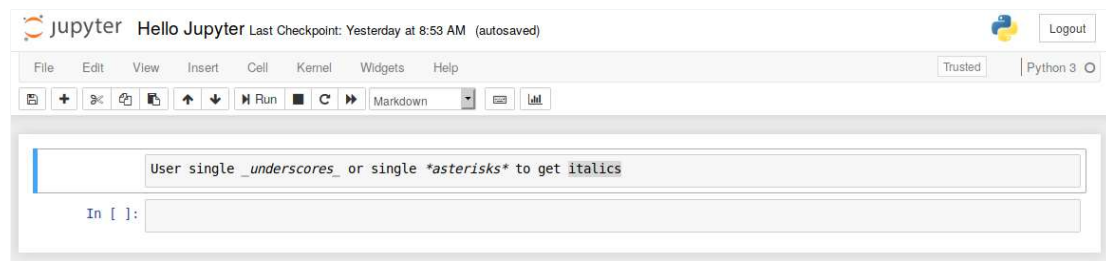 jupyter Hello Jupyter Last Checkpoint: Yesterday at 8:53 AM (autosaved) Logout
File Edit View Insert Cell Kernel Widgets Help Trusted Python 3
Run Markdown
User single _underscores_ or single *asterisks* to get italics
In [ ]: